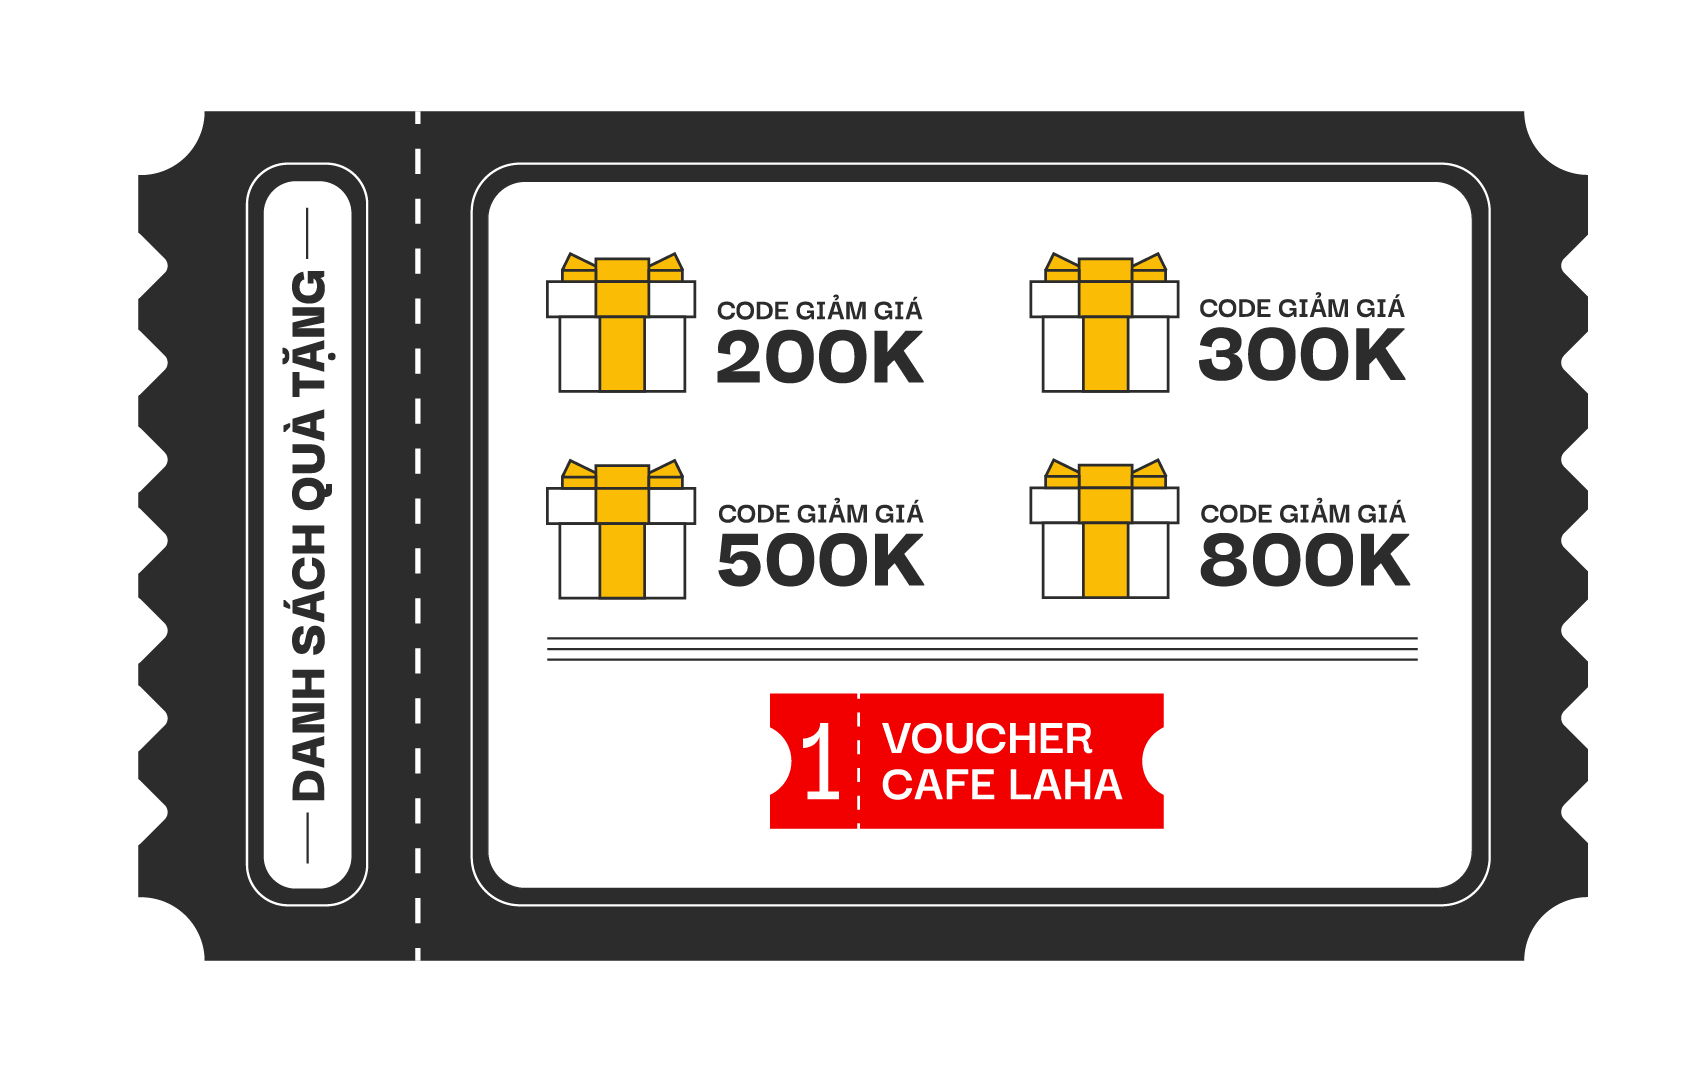 DANH SÁCH QUÀ TẶNG
CODE GIẢM GIÁ
200K
CODE GIẢM GIÁ
300K
CODE GIẢM GIÁ
500K
CODE GIẢM GIÁ
800K
1
VOUCHER
CAFE LAHA